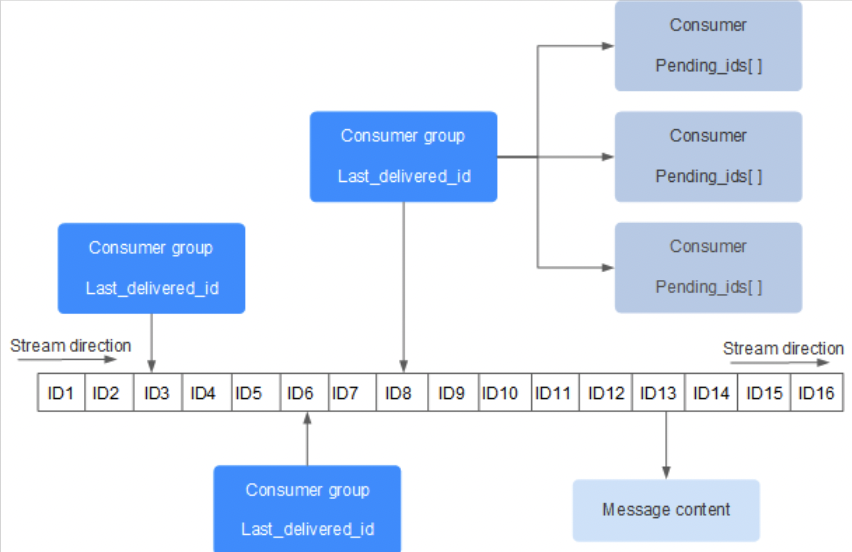 Consumer
Pending_ids[ ]
Consumer group
Last_delivered_id
Consumer
Pending_ids[ ]
Consumer group
Last_delivered_id
Consumer
Pending_ids[ ]
Stream direction
Stream direction
ID1 ID2 ID3 ID4 ID5 ID6 ID7 ID8 ID9 ID10 ID11 ID12 ID13 ID14 ID15 ID16
Consumer group
Last_delivered_id
Message content